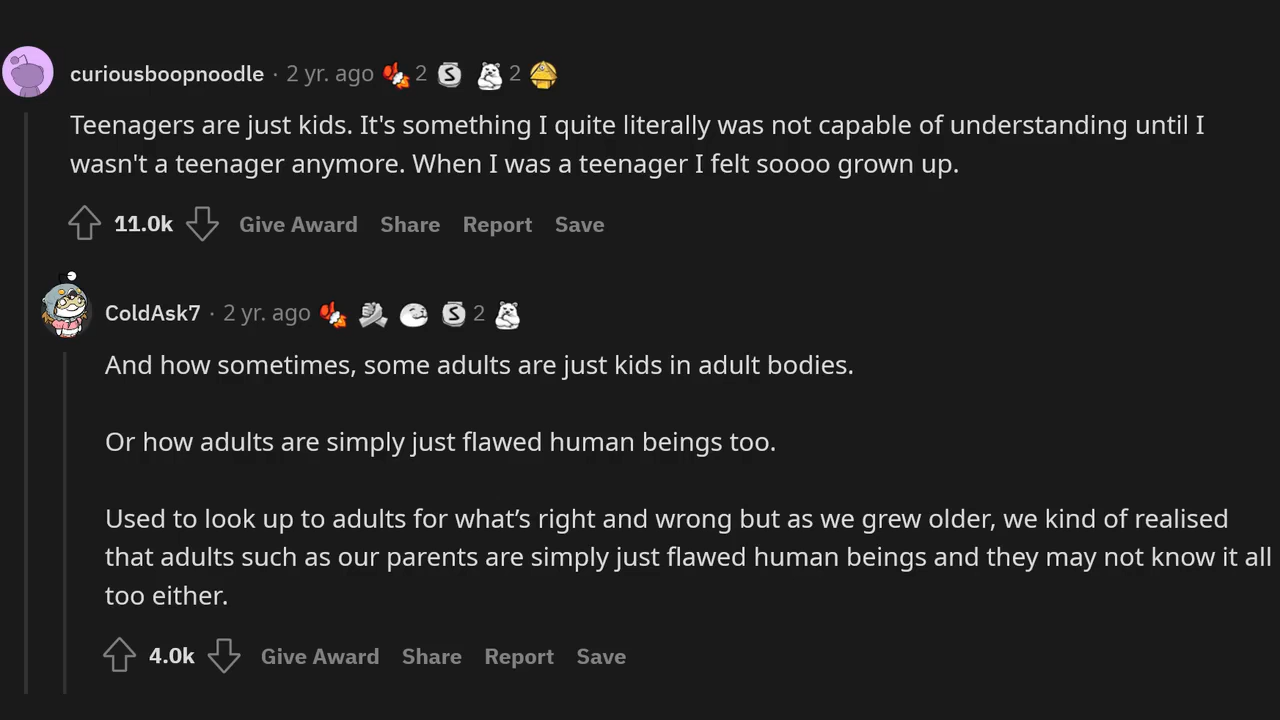 curiousboopnoodle · 2 yr. ago 2 2
Teenagers are just kids. It's something I quite literally was not capable of understanding until I
wasn't a teenager anymore. When I was a teenager I felt soooo grown up.
11.0k Give Award Share Report Save
ColdAsk7 · 2 yr. ago 2
And how sometimes, some adults are just kids in adult bodies.
Or how adults are simply just flawed human beings too.
Used to look up to adults for what’s right and wrong but as we grew older, we kind of realised
that adults such as our parents are simply just flawed human beings and they may not know it all
too either.
4.0k Give Award Share Report Save